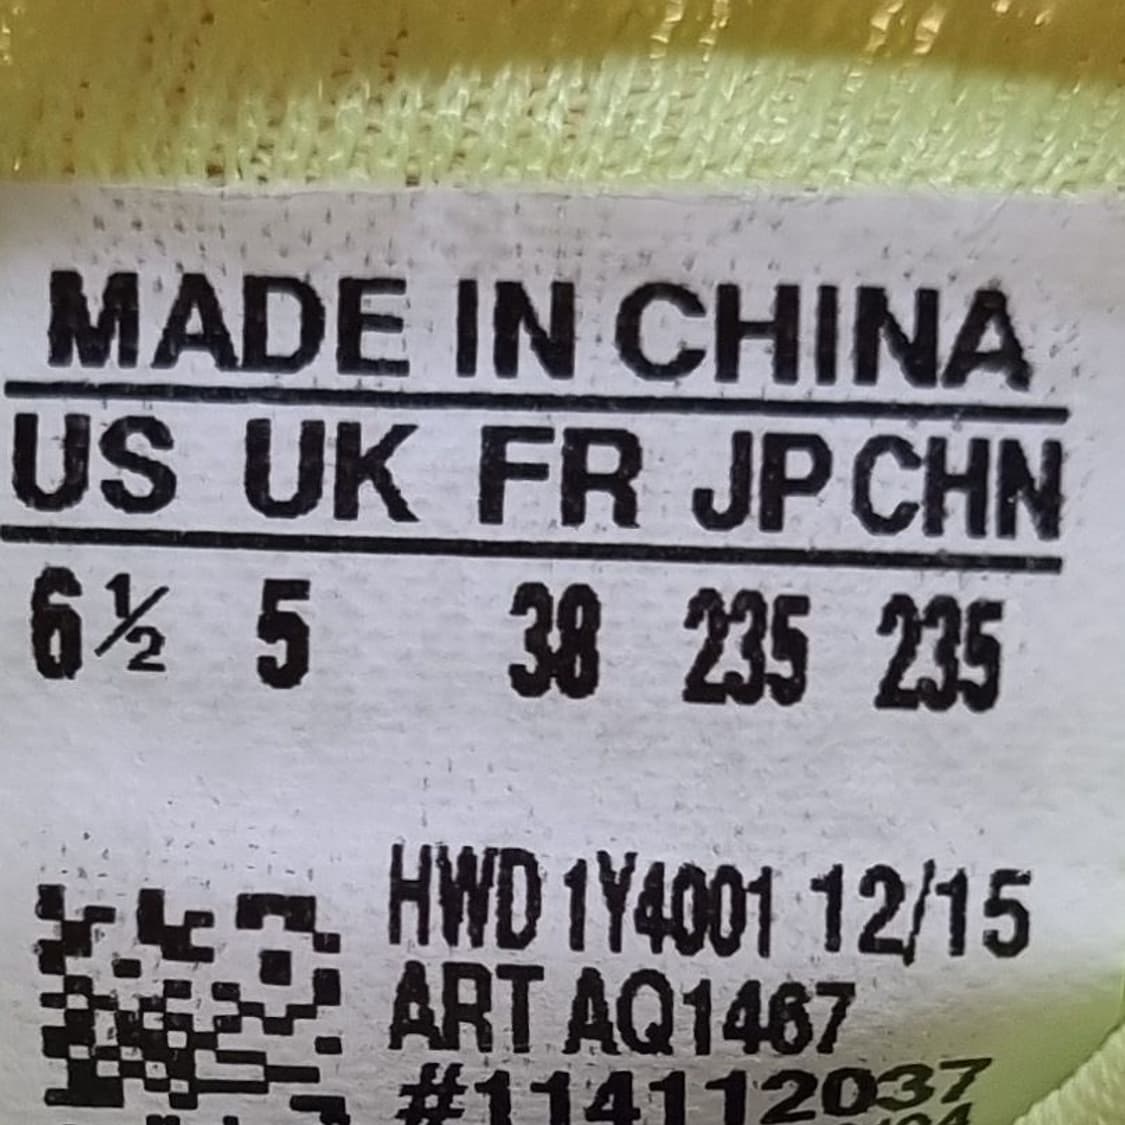 MADE IN CHINA
US UK FR JP CHN
6½ 5 38 235 235
HWD 1Y4001 12/15
ART AQ1467
#114112037